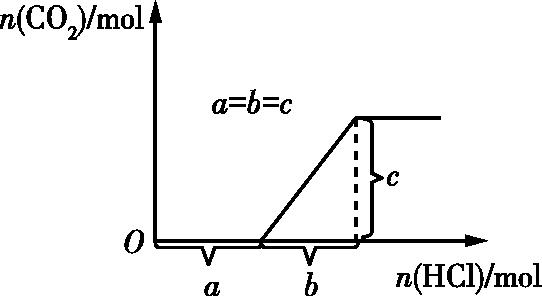 n(CO₂)/mol
a=b=c
c
O
a
b
n(HCl)/mol